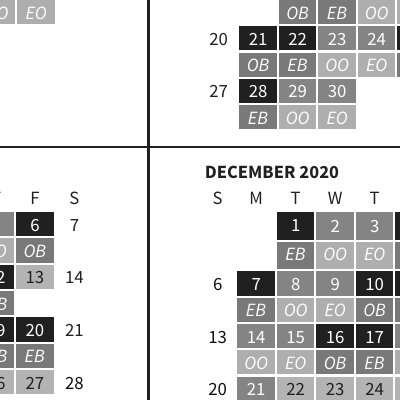 EO
OB EB OO
20 21 22 23 24
OB EB OO EO
27 28 29 30
EB OO EO
F S
6 7
OB
13 14
20 21
EB
27 28
DECEMBER 2020
S M T W T
1 2 3
EB OO EO
6 7 8 9 10
EB OO EO OB
13 14 15 16 17
OO EO OB EB
20 21 22 23 24